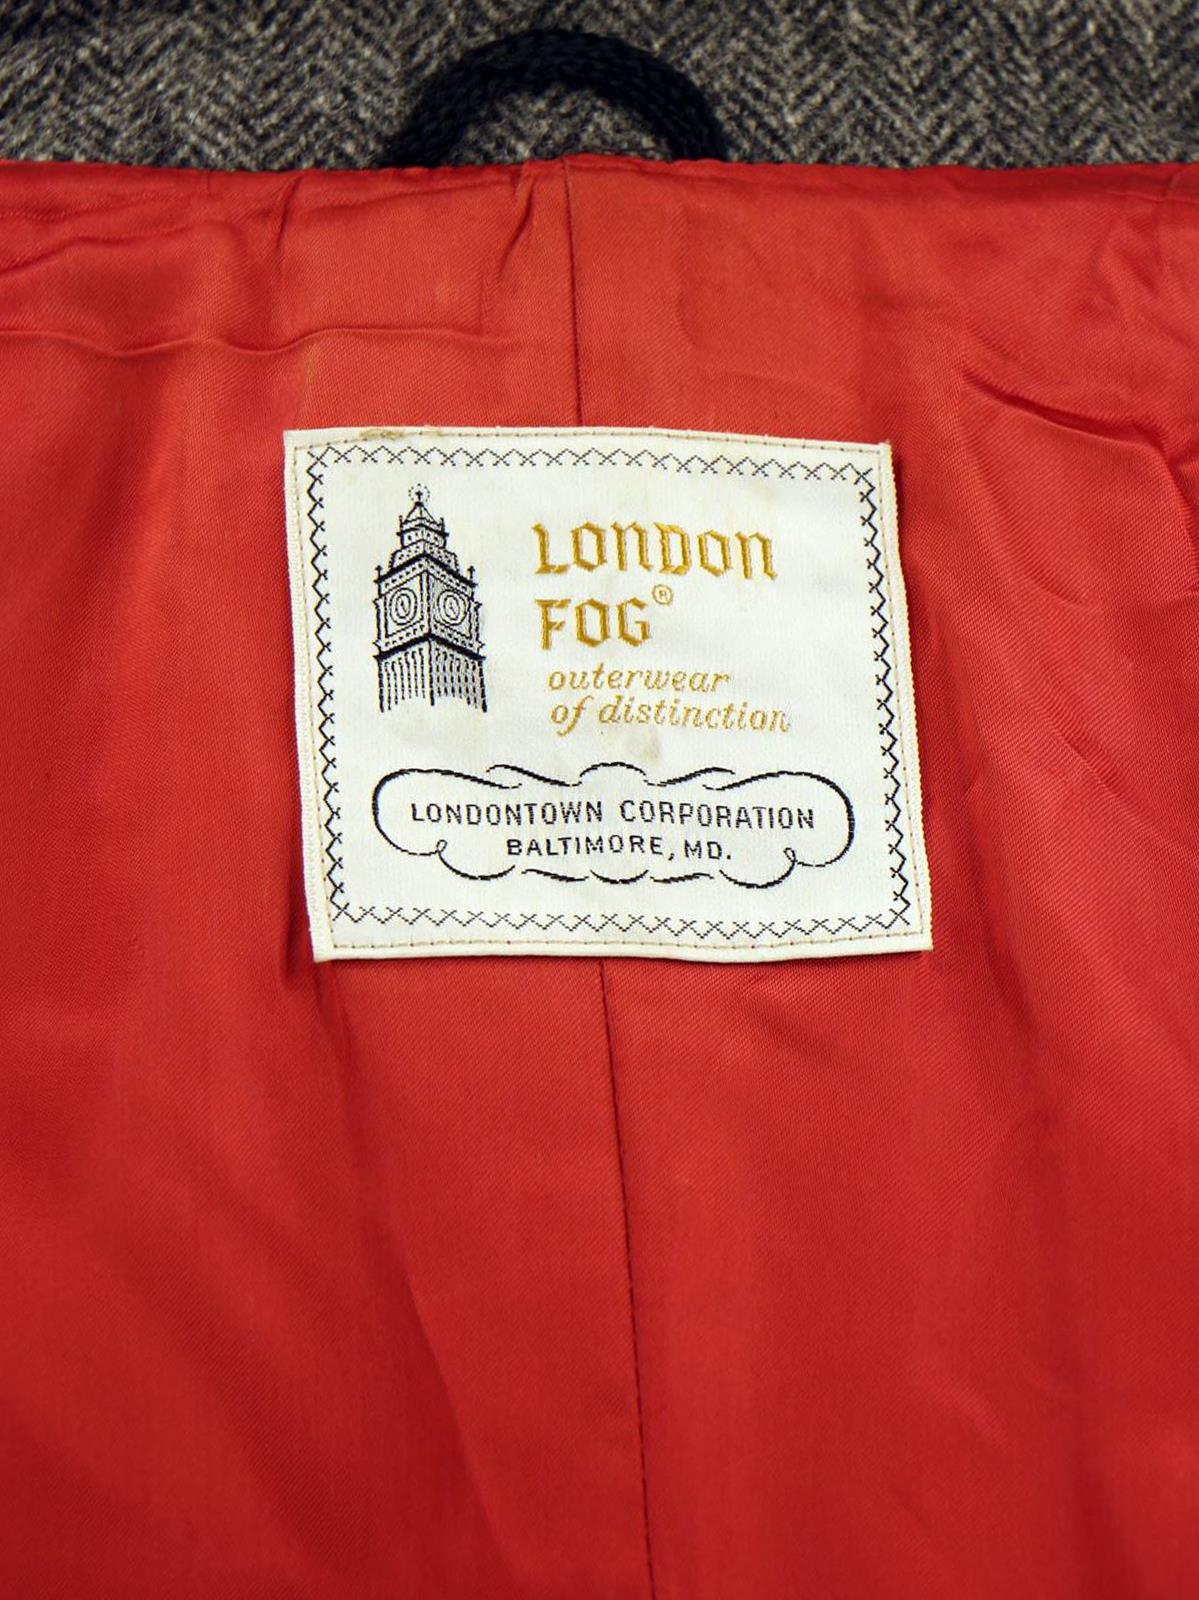 LONDON
FOG®
outerwear
of distinction
LONDONTOWN CORPORATION
BALTIMORE, MD.